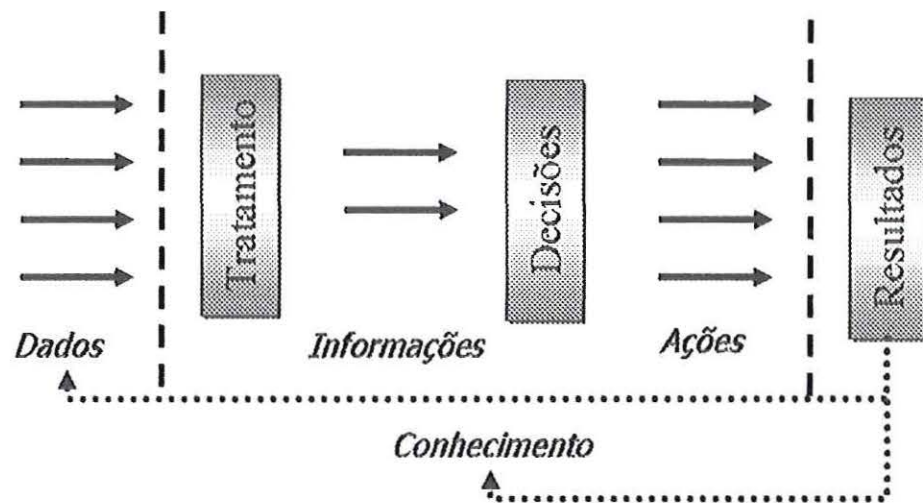 Tratamento
Decisões
Resultados
Dados
Informações
Ações
Conhecimento